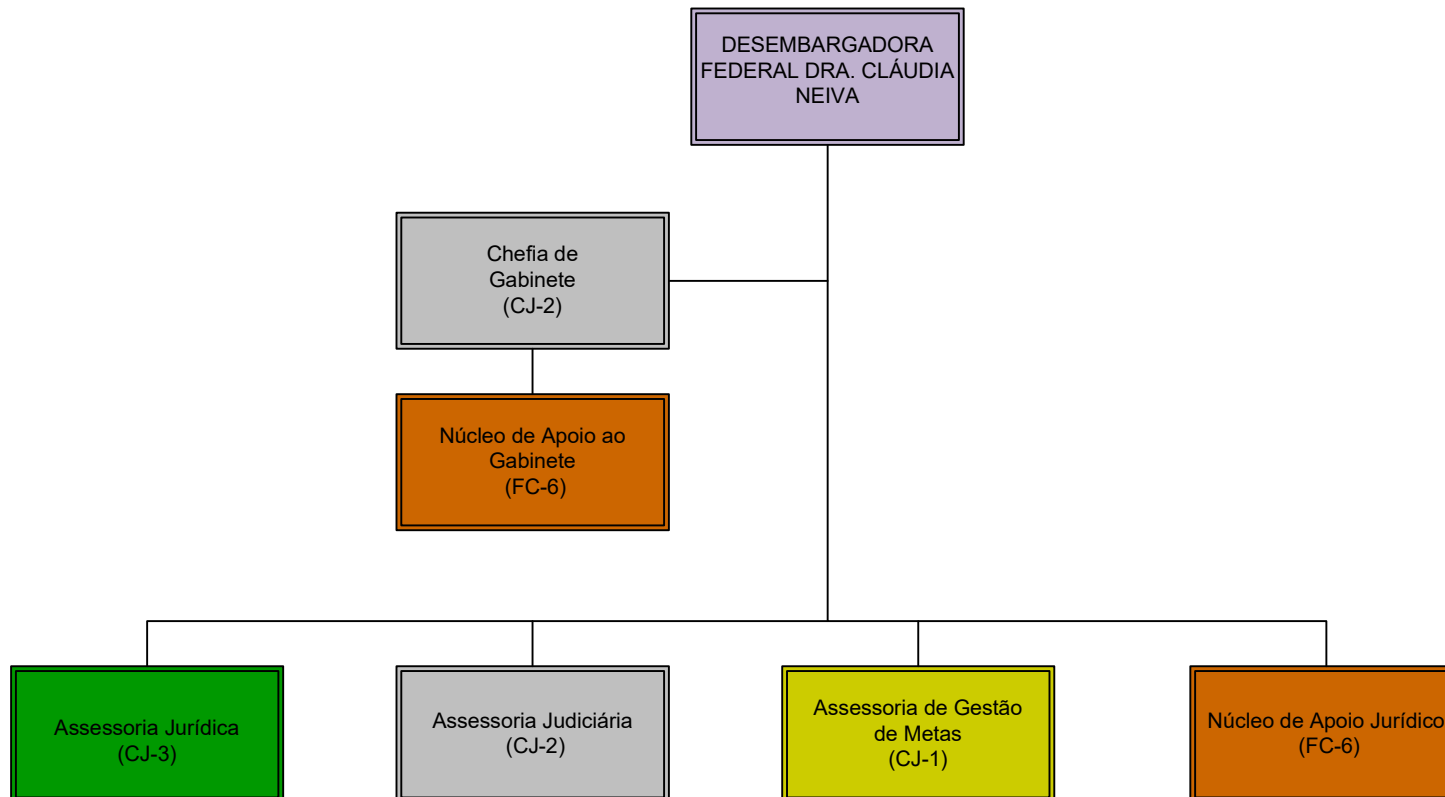 DESEMBARGADORA
FEDERAL DRA. CLÁUDIA
NEIVA
Chefia de
Gabinete
(CJ-2)
Núcleo de Apoio ao
Gabinete
(FC-6)
Assessoria Jurídica
(CJ-3)
Assessoria Judiciária
(CJ-2)
Assessoria de Gestão
de Metas
(CJ-1)
Núcleo de Apoio Jurídico
(FC-6)